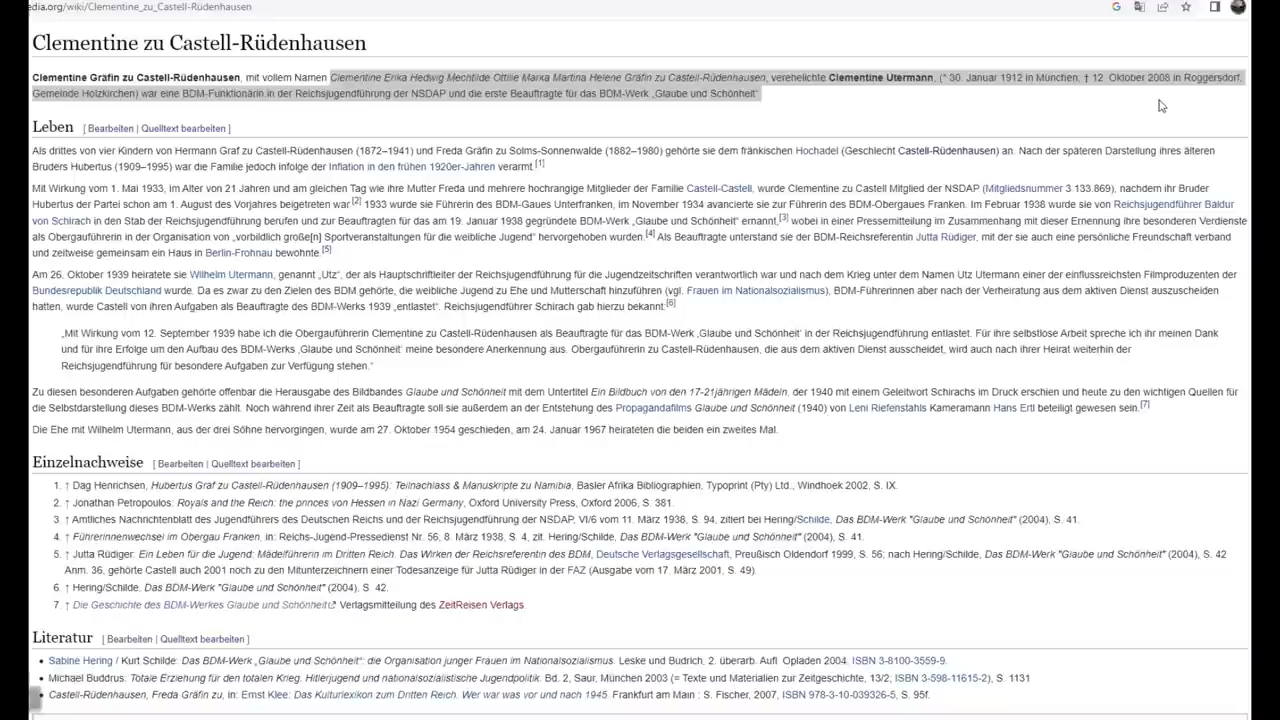 edia.org/wiki/Clementine_zu_Castell-Rüdenhausen
Clementine zu Castell-Rüdenhausen
Clementine Gräfin zu Castell-Rüdenhausen, mit vollem Namen Clementine Erika Hedwig Mechtilde Ottilie Marka Martina Helene Gräfin zu Castell-Rüdenhausen, verehelichte Clementine Utermann, (* 30. Januar 1912 in München, † 12. Oktober 2008 in Roggersdorf,
Gemeinde Holzkirchen) war eine BDM-Funktionärin in der Reichsjugendführung der NSDAP und die erste Beauftragte für das BDM-Werk „Glaube und Schönheit“.
Leben [ Bearbeiten | Quelltext bearbeiten ]
Als drittes von vier Kindern von Hermann Graf zu Castell-Rüdenhausen (1872–1941) und Freda Gräfin zu Solms-Sonnenwalde (1882–1980) gehörte sie dem fränkischen Hochadel (Geschlecht Castell-Rüdenhausen) an. Nach der späteren Darstellung ihres älteren
Bruders Hubertus (1909–1995) war die Familie jedoch infolge der Inflation in den frühen 1920er-Jahren verarmt.[1]
Mit Wirkung vom 1. Mai 1933, im Alter von 21 Jahren und am gleichen Tag wie ihre Mutter Freda und mehrere hochrangige Mitglieder der Familie Castell-Castell, wurde Clementine zu Castell Mitglied der NSDAP (Mitgliedsnummer 3.133.869), nachdem ihr Bruder
Hubertus der Partei schon am 1. August des Vorjahres beigetreten war.[2] 1933 wurde sie Führerin des BDM-Gaues Unterfranken, im November 1934 avancierte sie zur Führerin des BDM-Obergaues Franken. Im Februar 1938 wurde sie von Reichsjugendführer Baldur
von Schirach in den Stab der Reichsjugendführung berufen und zur Beauftragten für das am 19. Januar 1938 gegründete BDM-Werk „Glaube und Schönheit“ ernannt,[3] wobei in einer Pressemitteilung im Zusammenhang mit dieser Ernennung ihre besonderen Verdienste
als Obergauführerin in der Organisation von „vorbildlich große[n] Sportveranstaltungen für die weibliche Jugend“ hervorgehoben wurden.[4] Als Beauftragte unterstand sie der BDM-Reichsreferentin Jutta Rüdiger, mit der sie auch eine persönliche Freundschaft verband
und zeitweise gemeinsam ein Haus in Berlin-Frohnau bewohnte.[5]
Am 26. Oktober 1939 heiratete sie Wilhelm Utermann, genannt „Utz“, der als Hauptschriftleiter der Reichsjugendführung für die Jugendzeitschriften verantwortlich war und nach dem Krieg unter dem Namen Utz Utermann einer der einflussreichsten Filmproduzenten der
Bundesrepublik Deutschland wurde. Da es zwar zu den Zielen des BDM gehörte, die weibliche Jugend zu Ehe und Mutterschaft hinzuführen (vgl. Frauen im Nationalsozialismus), BDM-Führerinnen aber nach der Verheiratung aus dem aktiven Dienst auszuscheiden
hatten, wurde Castell von ihren Aufgaben als Beauftragte des BDM-Werks 1939 „entlastet“. Reichsjugendführer Schirach gab hierzu bekannt:[6]
„Mit Wirkung vom 12. September 1939 habe ich die Obergauführerin Clementine zu Castell-Rüdenhausen als Beauftragte für das BDM-Werk ‚Glaube und Schönheit‘ in der Reichsjugendführung entlastet. Für ihre selbstlose Arbeit spreche ich ihr meinen Dank
und für ihre Erfolge um den Aufbau des BDM-Werks ‚Glaube und Schönheit‘ meine besondere Anerkennung aus. Obergauführerin zu Castell-Rüdenhausen, die aus dem aktiven Dienst ausscheidet, wird auch nach ihrer Heirat weiterhin der
Reichsjugendführung für besondere Aufgaben zur Verfügung stehen.“
Zu diesen besonderen Aufgaben gehörte offenbar die Herausgabe des Bildbandes Glaube und Schönheit mit dem Untertitel Ein Bildbuch von den 17-21jährigen Mädeln, der 1940 mit einem Geleitwort Schirachs im Druck erschien und heute zu den wichtigen Quellen für
die Selbstdarstellung dieses BDM-Werks zählt. Noch während ihrer Zeit als Beauftragte soll sie außerdem an der Entstehung des Propagandafilms Glaube und Schönheit (1940) von Leni Riefenstahls Kameramann Hans Ertl beteiligt gewesen sein.[7]
Die Ehe mit Wilhelm Utermann, aus der drei Söhne hervorgingen, wurde am 27. Oktober 1954 geschieden, am 24. Januar 1967 heirateten die beiden ein zweites Mal.
Einzelnachweise [ Bearbeiten | Quelltext bearbeiten ]
1. ↑ Dag Henrichsen, Hubertus Graf zu Castell-Rüdenhausen (1909–1995): Teilnachlass & Manuskripte zu Namibia, Basler Afrika Bibliographien, Typoprint (Pty) Ltd., Windhoek 2002, S. IX.
2. ↑ Jonathan Petropoulos: Royals and the Reich: the princes von Hessen in Nazi Germany, Oxford University Press, Oxford 2006, S. 381.
3. ↑ Amtliches Nachrichtenblatt des Jugendführers des Deutschen Reichs und der Reichsjugendführung der NSDAP, VI/6 vom 11. März 1938, S. 94, zitiert bei Hering/Schilde, Das BDM-Werk "Glaube und Schönheit" (2004), S. 41.
4. ↑ Führerinnenwechsel im Obergau Franken, in: Reichs-Jugend-Pressedienst Nr. 56, 8. März 1938, S. 4, zit. Hering/Schilde, Das BDM-Werk "Glaube und Schönheit" (2004), S. 41.
5. ↑ Jutta Rüdiger: Ein Leben für die Jugend: Mädelführerin im Dritten Reich. Das Wirken der Reichsreferentin des BDM, Deutsche Verlagsgesellschaft, Preußisch Oldendorf 1999, S. 56; nach Hering/Schilde, Das BDM-Werk "Glaube und Schönheit" (2004), S. 42
Anm. 36, gehörte Castell auch 2001 noch zu den Mitunterzeichnern einer Todesanzeige für Jutta Rüdiger in der FAZ (Ausgabe vom 17. März 2001, S. 49).
6. ↑ Hering/Schilde, Das BDM-Werk "Glaube und Schönheit" (2004), S. 42.
7. ↑ Die Geschichte des BDM-Werkes Glaube und Schönheit Verlagsmitteilung des ZeitReisen Verlags.
Literatur [ Bearbeiten | Quelltext bearbeiten ]
• Sabine Hering / Kurt Schilde: Das BDM-Werk „Glaube und Schönheit“: die Organisation junger Frauen im Nationalsozialismus. Leske und Budrich, 2. überarb. Aufl. Opladen 2004. ISBN 3-8100-3559-9.
• Michael Buddrus: Totale Erziehung für den totalen Krieg. Hitlerjugend und nationalsozialistische Jugendpolitik. Bd. 2, Saur, München 2003 (= Texte und Materialien zur Zeitgeschichte, 13/2; ISBN 3-598-11615-2), S. 1131
• Castell-Rüdenhausen, Freda Gräfin zu, in: Ernst Klee: Das Kulturlexikon zum Dritten Reich. Wer war was vor und nach 1945. Frankfurt am Main : S. Fischer, 2007, ISBN 978-3-10-039326-5, S. 95f.